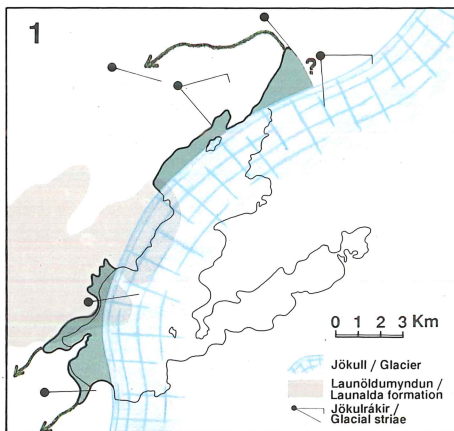 1
?
0 1 2 3 Km
Jökull / Glacier
Launöldumyndun /
Launalda formation
Jökulrákir /
Glacial striae